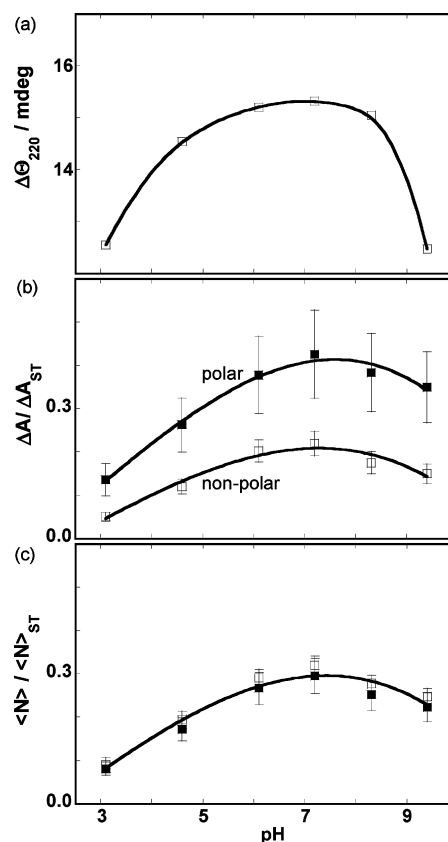 (a)
16
14
ΔΘ220 / mdeg
(b)
polar
non-polar
0.3
0.0
ΔA/ ΔAST
(c)
0.3
0.0
<N> / <N>ST
3 5 7 9
pH